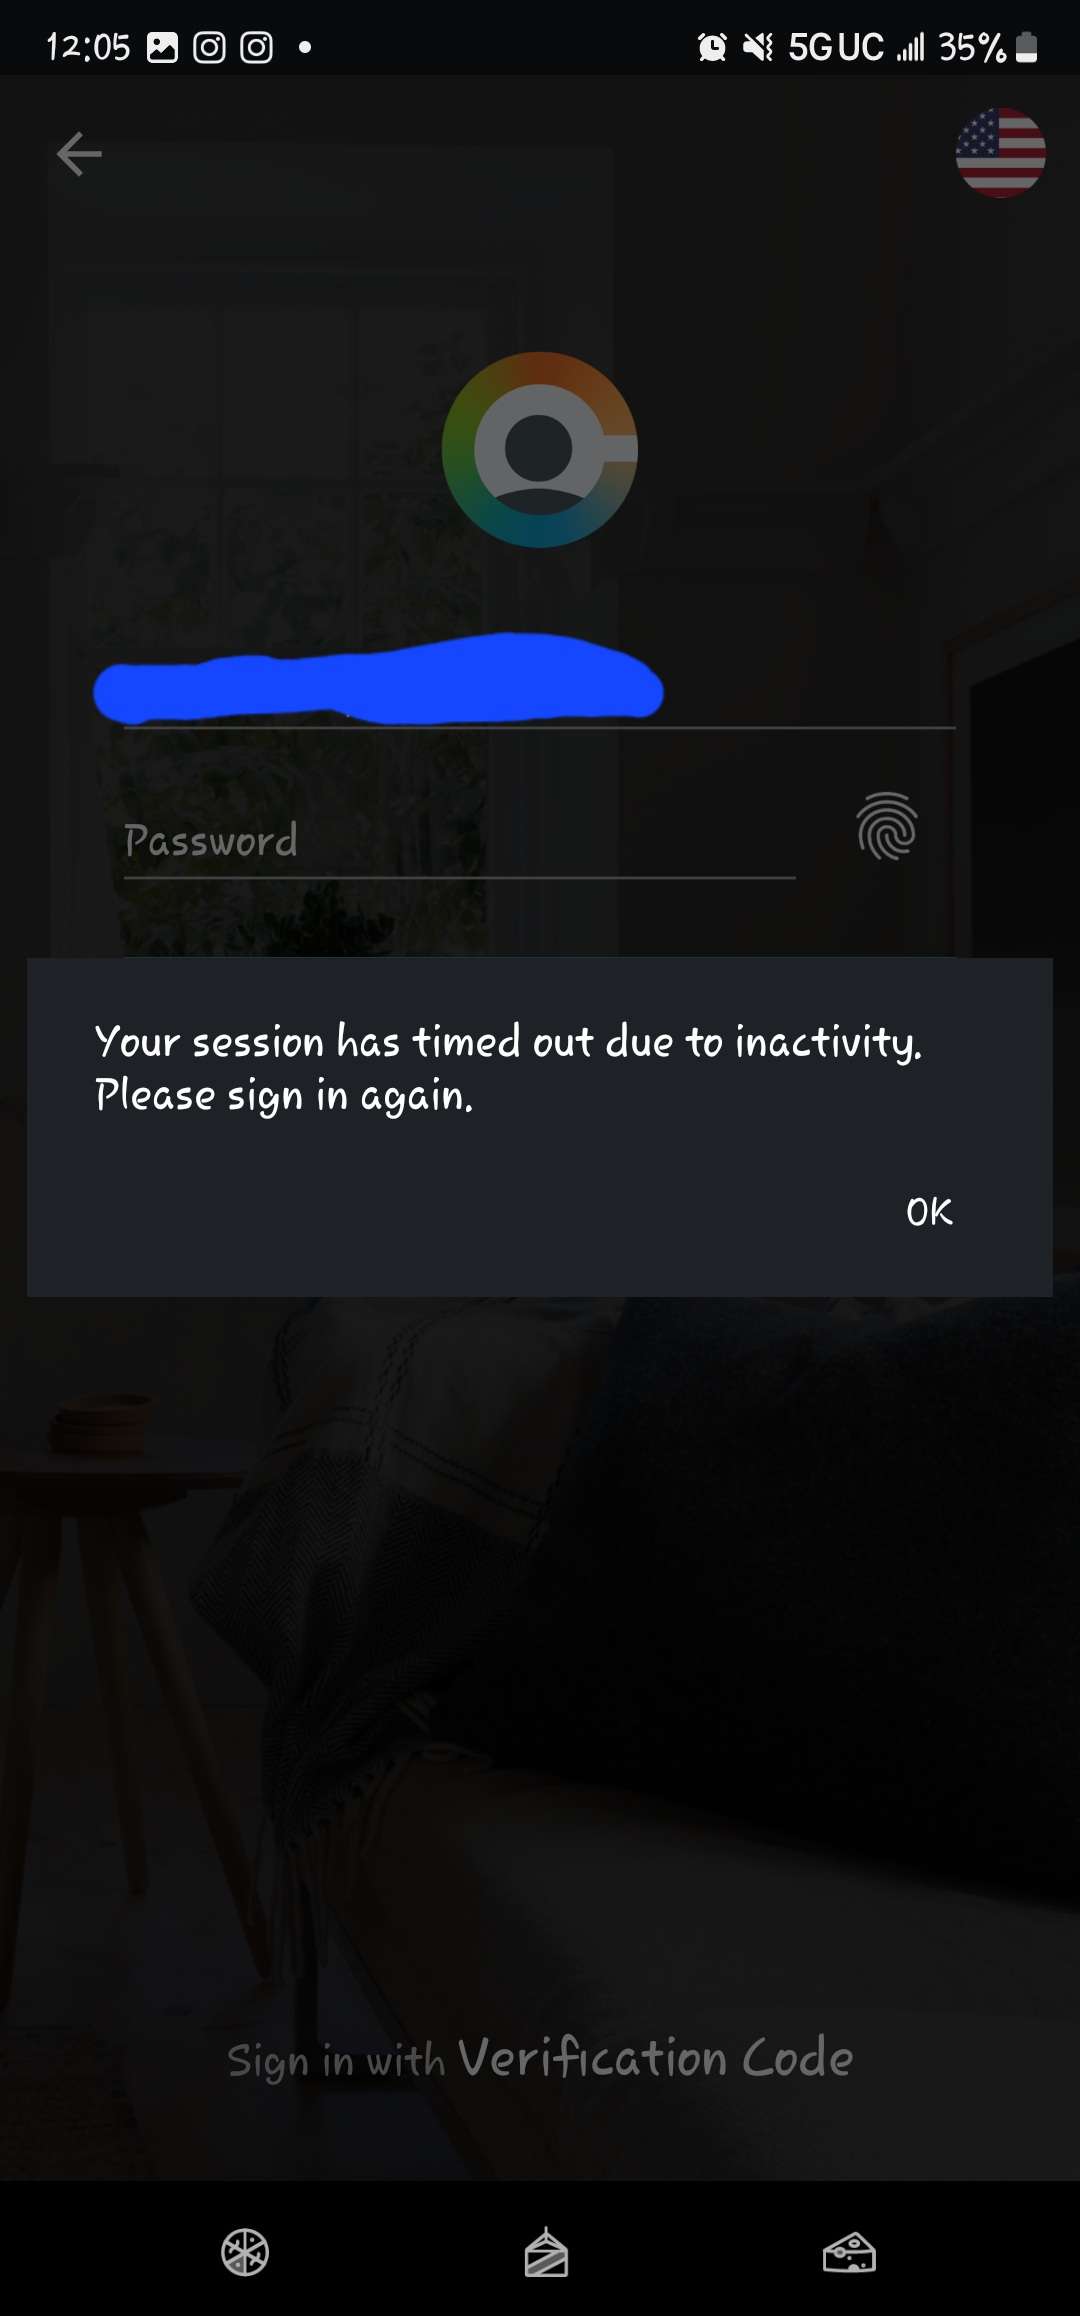 12:05 5G UC 35%
Password
Your session has timed out due to inactivity.
Please sign in again.
OK
Sign in with Verification Code